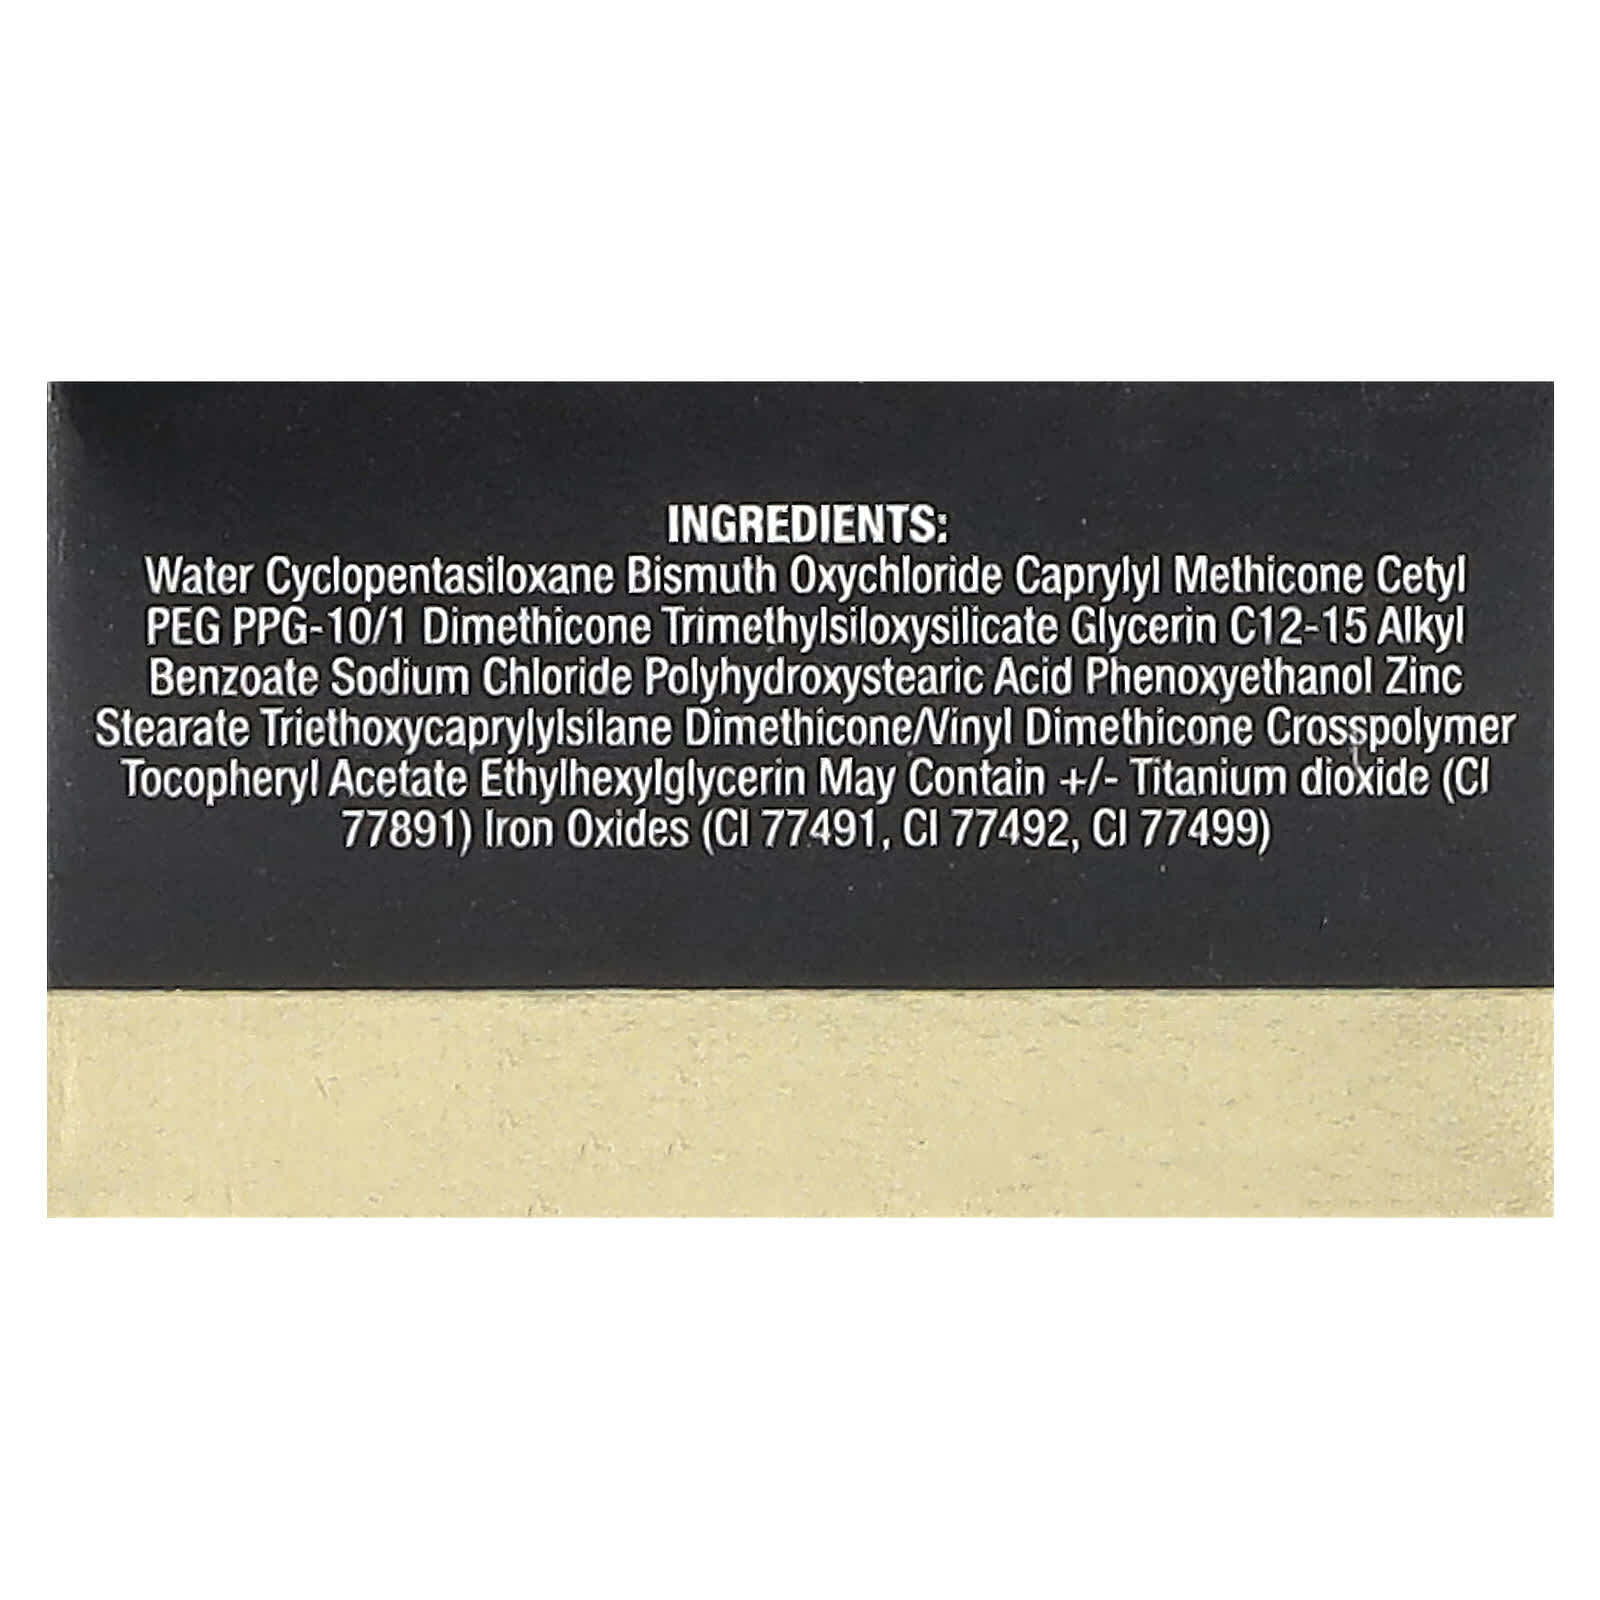 INGREDIENTS:
Water Cyclopentasiloxane Bismuth Oxychloride Caprylyl Methicone Cetyl
PEG PPG-10/1 Dimethicone Trimethylsiloxysilicate Glycerin C12-15 Alkyl
Benzoate Sodium Chloride Polyhydroxystearic Acid Phenoxyethanol Zinc
Stearate Triethoxycaprylylsilane Dimethicone/Vinyl Dimethicone Crosspolymer
Tocopheryl Acetate Ethylhexylglycerin May Contain +/- Titanium dioxide (CI
77891) Iron Oxides (CI 77491, CI 77492, CI 77499)